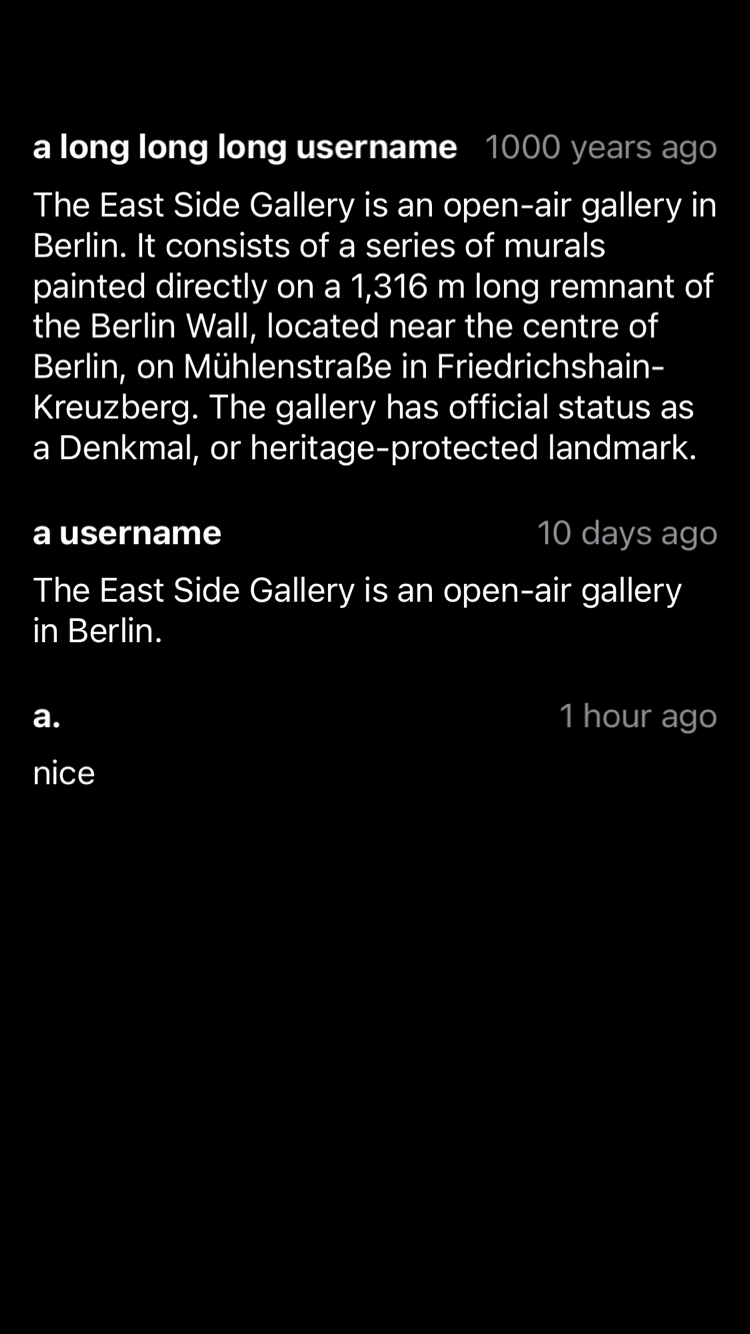 a long long long username 1000 years ago
The East Side Gallery is an open-air gallery in
Berlin. It consists of a series of murals
painted directly on a 1,316 m long remnant of
the Berlin Wall, located near the centre of
Berlin, on Mühlenstraße in Friedrichshain-
Kreuzberg. The gallery has official status as
a Denkmal, or heritage-protected landmark.
a username 10 days ago
The East Side Gallery is an open-air gallery
in Berlin.
a. 1 hour ago
nice